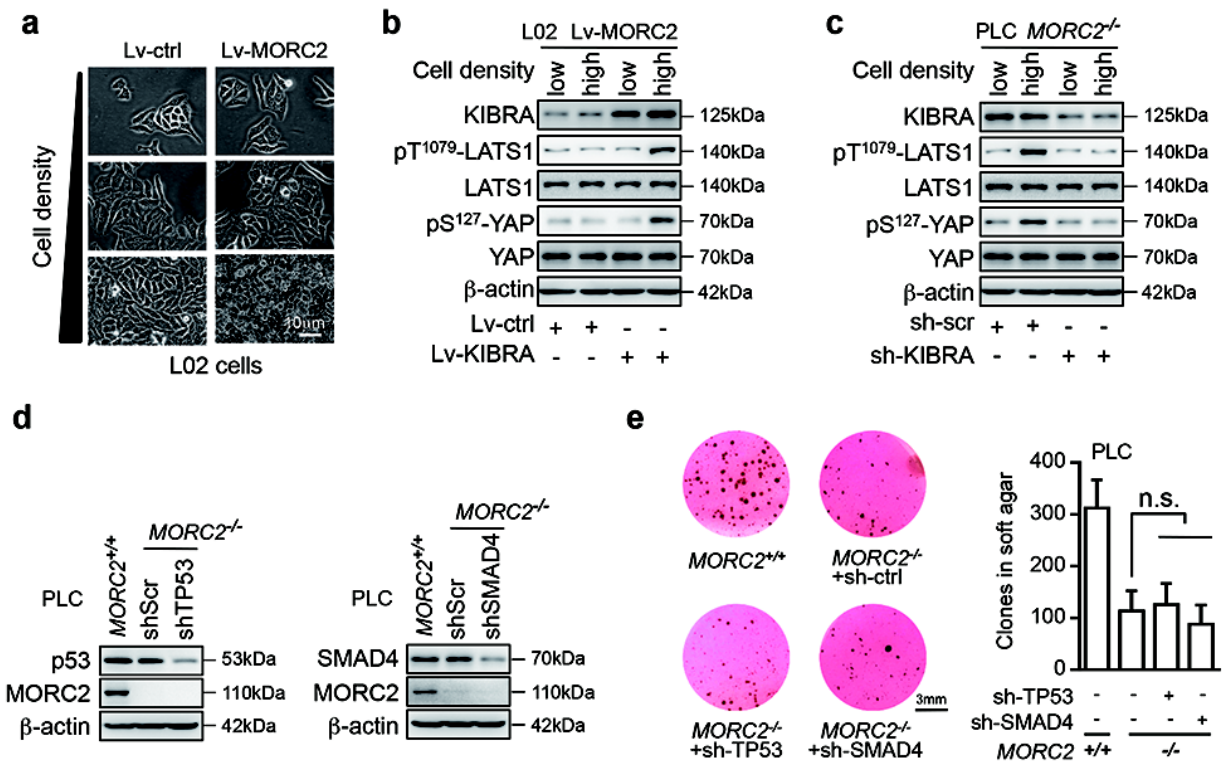 a
Lv-ctrl Lv-MORC2
Cell density
10μm
L02 cells
b
L02 Lv-MORC2
Cell density low high low high
KIBRA 125kDa
pT1079-LATS1 140kDa
LATS1 140kDa
pS127-YAP 70kDa
YAP 70kDa
β-actin 42kDa
Lv-ctrl + + - -
Lv-KIBRA - - + +
c
PLC MORC2-/-
Cell density low high low high
KIBRA 125kDa
pT1079-LATS1 140kDa
LATS1 140kDa
pS127-YAP 70kDa
YAP 70kDa
β-actin 42kDa
sh-scr + + - -
sh-KIBRA - - + +
d
MORC2-/-
PLC MORC2+/+ shScr shTP53
p53 53kDa
MORC2 110kDa
β-actin 42kDa
MORC2-/-
PLC MORC2+/+ shScr shSMAD4
SMAD4 70kDa
MORC2 110kDa
β-actin 42kDa
e
MORC2+/+
MORC2-/-
+sh-ctrl
MORC2-/-
+sh-TP53
MORC2-/-
+sh-SMAD4
3mm
PLC
Clones in soft agar
400
300
200
100
0
n.s.
sh-TP53 - - + -
sh-SMAD4 - - - +
MORC2 +/+ -/-